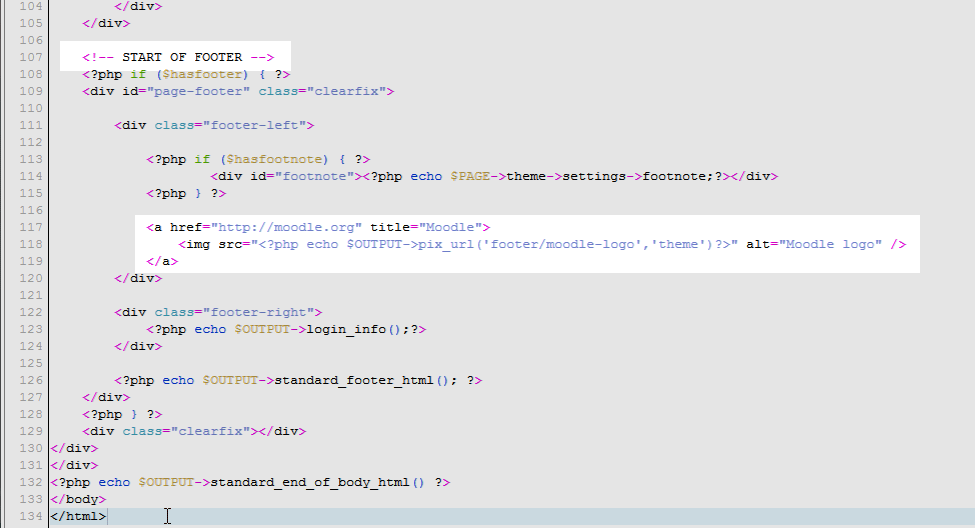 104         </div>
105     </div>
106
107     <!-- START OF FOOTER -->
108     <?php if ($hasfooter) { ?>
109     <div id="page-footer" class="clearfix">
110
111         <div class="footer-left">
112
113             <?php if ($hasfootnote) { ?>
114                     <div id="footnote"><?php echo $PAGE->theme->settings->footnote;?></div>
115             <?php } ?>
116
117             <a href="http://moodle.org" title="Moodle">
118                 <img src="<?php echo $OUTPUT->pix_url('footer/moodle-logo','theme')?>" alt="Moodle logo" />
119             </a>
120         </div>
121
122         <div class="footer-right">
123             <?php echo $OUTPUT->login_info();?>
124         </div>
125
126         <?php echo $OUTPUT->standard_footer_html(); ?>
127     </div>
128     <?php } ?>
129     <div class="clearfix"></div>
130 </div>
131 </div>
132 <?php echo $OUTPUT->standard_end_of_body_html() ?>
133 </body>
134 </html>